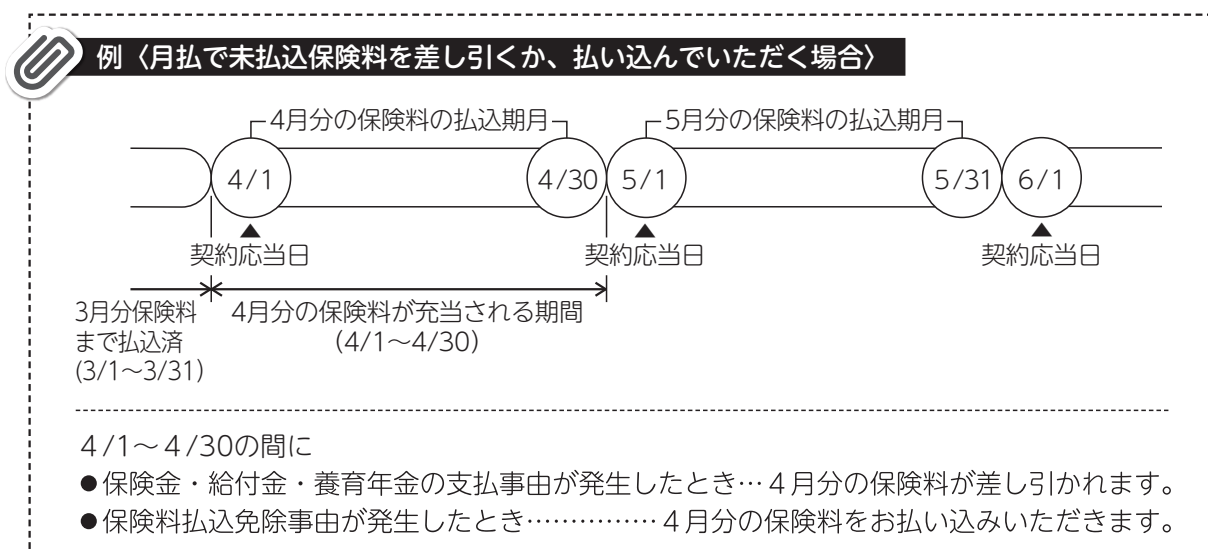 例〈月払で未払込保険料を差し引くか、払い込んでいただく場合〉
4月分の保険料の払込期月 5月分の保険料の払込期月
4/1 4/30 5/1 5/31 6/1
▲ ▲ ▲
契約応当日 契約応当日 契約応当日
3月分保険料 4月分の保険料が充当される期間
まで払込済 (4/1～4/30)
(3/1～3/31)
4/1～4/30の間に
●保険金・給付金・養育年金の支払事由が発生したとき…4月分の保険料が差し引かれます。
●保険料払込免除事由が発生したとき……………4月分の保険料をお払い込みいただきます。